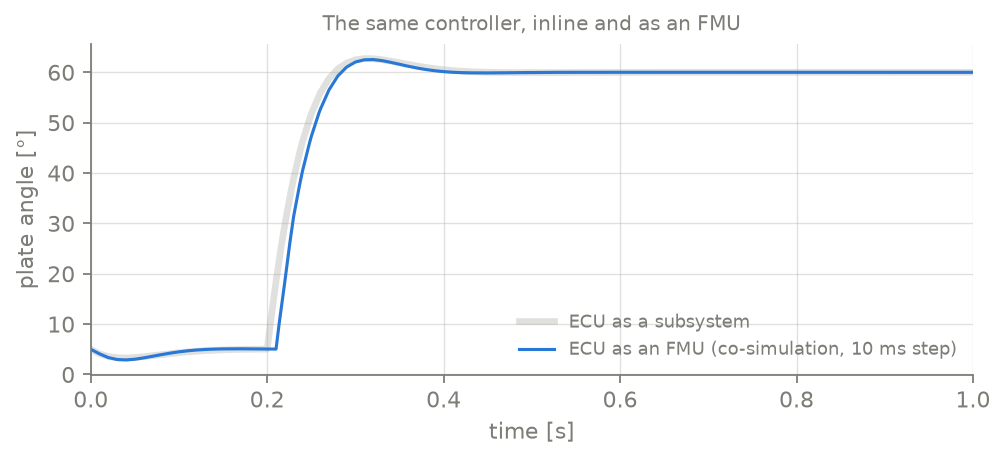 The same controller, inline and as an FMU
plate angle [°]
60
50
40
30
20
10
0
ECU as a subsystem
ECU as an FMU (co-simulation, 10 ms step)
0.0 0.2 0.4 0.6 0.8 1.0
time [s]